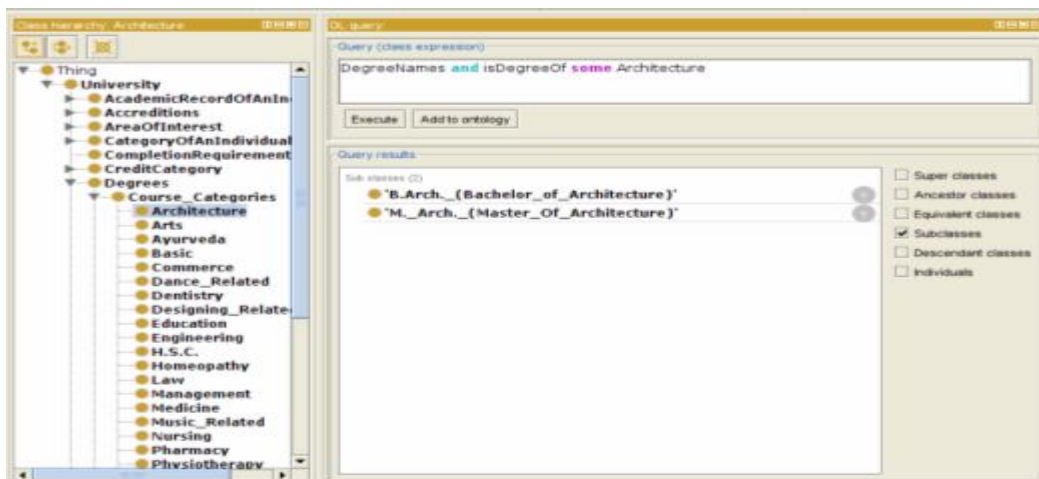 Class hierarchy: Architecture
Thing
University
AcademicRecordOfAnIn
Accreditions
AreaOfInterest
CategoryOfAnIndividual
CompletionRequirement
CreditCategory
Degrees
Course_Categories
Architecture
Arts
Ayurveda
Basic
Commerce
Dance_Related
Dentistry
Designing_Relate
Education
Engineering
H.S.C.
Homeopathy
Law
Management
Medicine
Music_Related
Nursing
Pharmacy
Physiotherapy
DL query:
Query (class expression)
DegreeNames and isDegreeOf some Architecture
Execute
Add to ontology
Query results
Sub classes (2)
'B.Arch._(Bachelor_of_Architecture)'
'M._Arch._(Master_Of_Architecture)'
Super classes
Ancestor classes
Equivalent classes
Subclasses
Descendant classes
Individuals